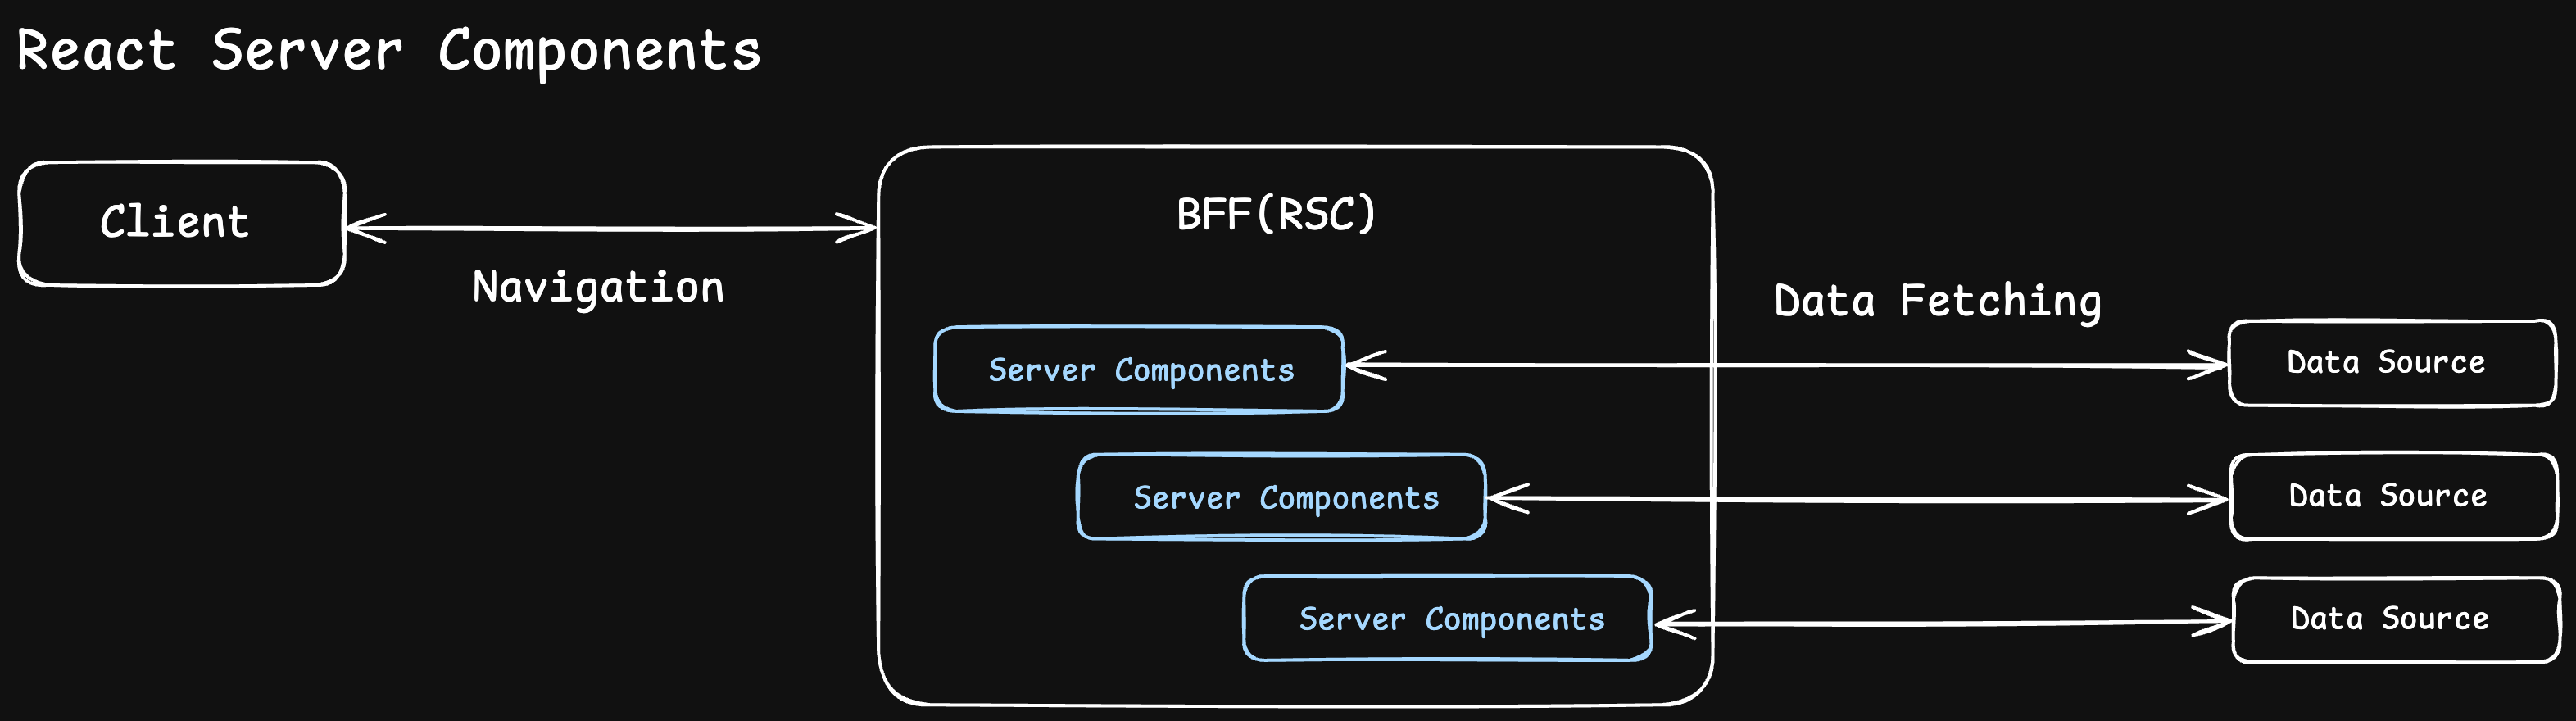 React Server Components
Client
Navigation
BFF(RSC)
Data Fetching
Server Components
Data Source
Server Components
Data Source
Server Components
Data Source